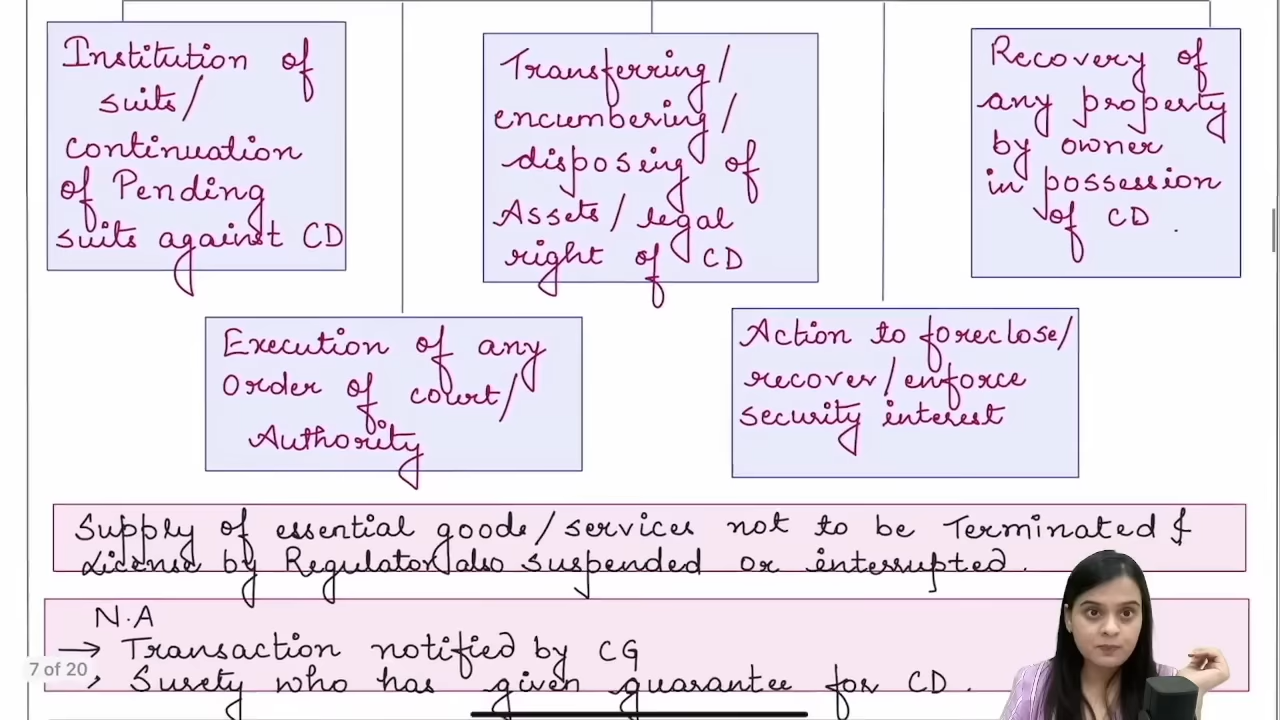 Institution of
suits/
continuation
of Pending
suits against CD
Transferring/
encumbering/
disposing of
Assets/legal
right of CD
Recovery of
any property
by owner
in possession
of CD
Execution of any
Order of court/
Authority
Action to foreclose/
recover/enforce
security interest
Supply of essential goods/services not to be Terminated &
License by Regulator also suspended or interrupted.
N.A
→ Transaction notified by CG
→ Surety who has given guarantee for CD.
7 of 20